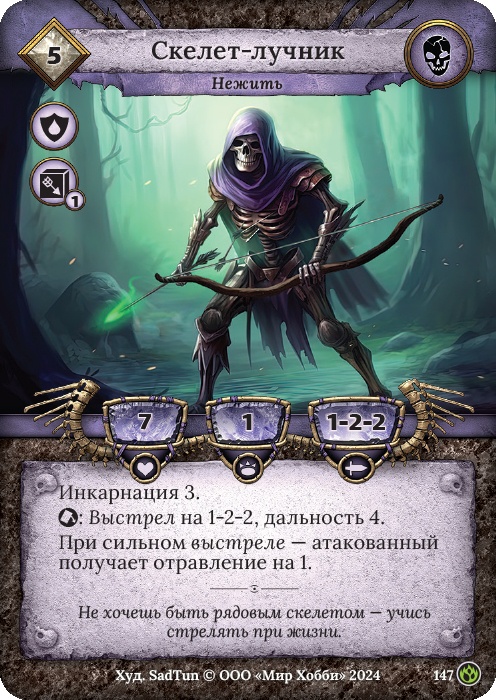 5
Скелет-лучник
Нежить
1
7
1
1-2-2
Инкарнация 3.
: Выстрел на 1-2-2, дальность 4.
При сильном выстреле — атакованный
получает отравление на 1.
Не хочешь быть рядовым скелетом — учись
стрелять при жизни.
Худ. SadTun © ООО «Мир Хобби» 2024
147